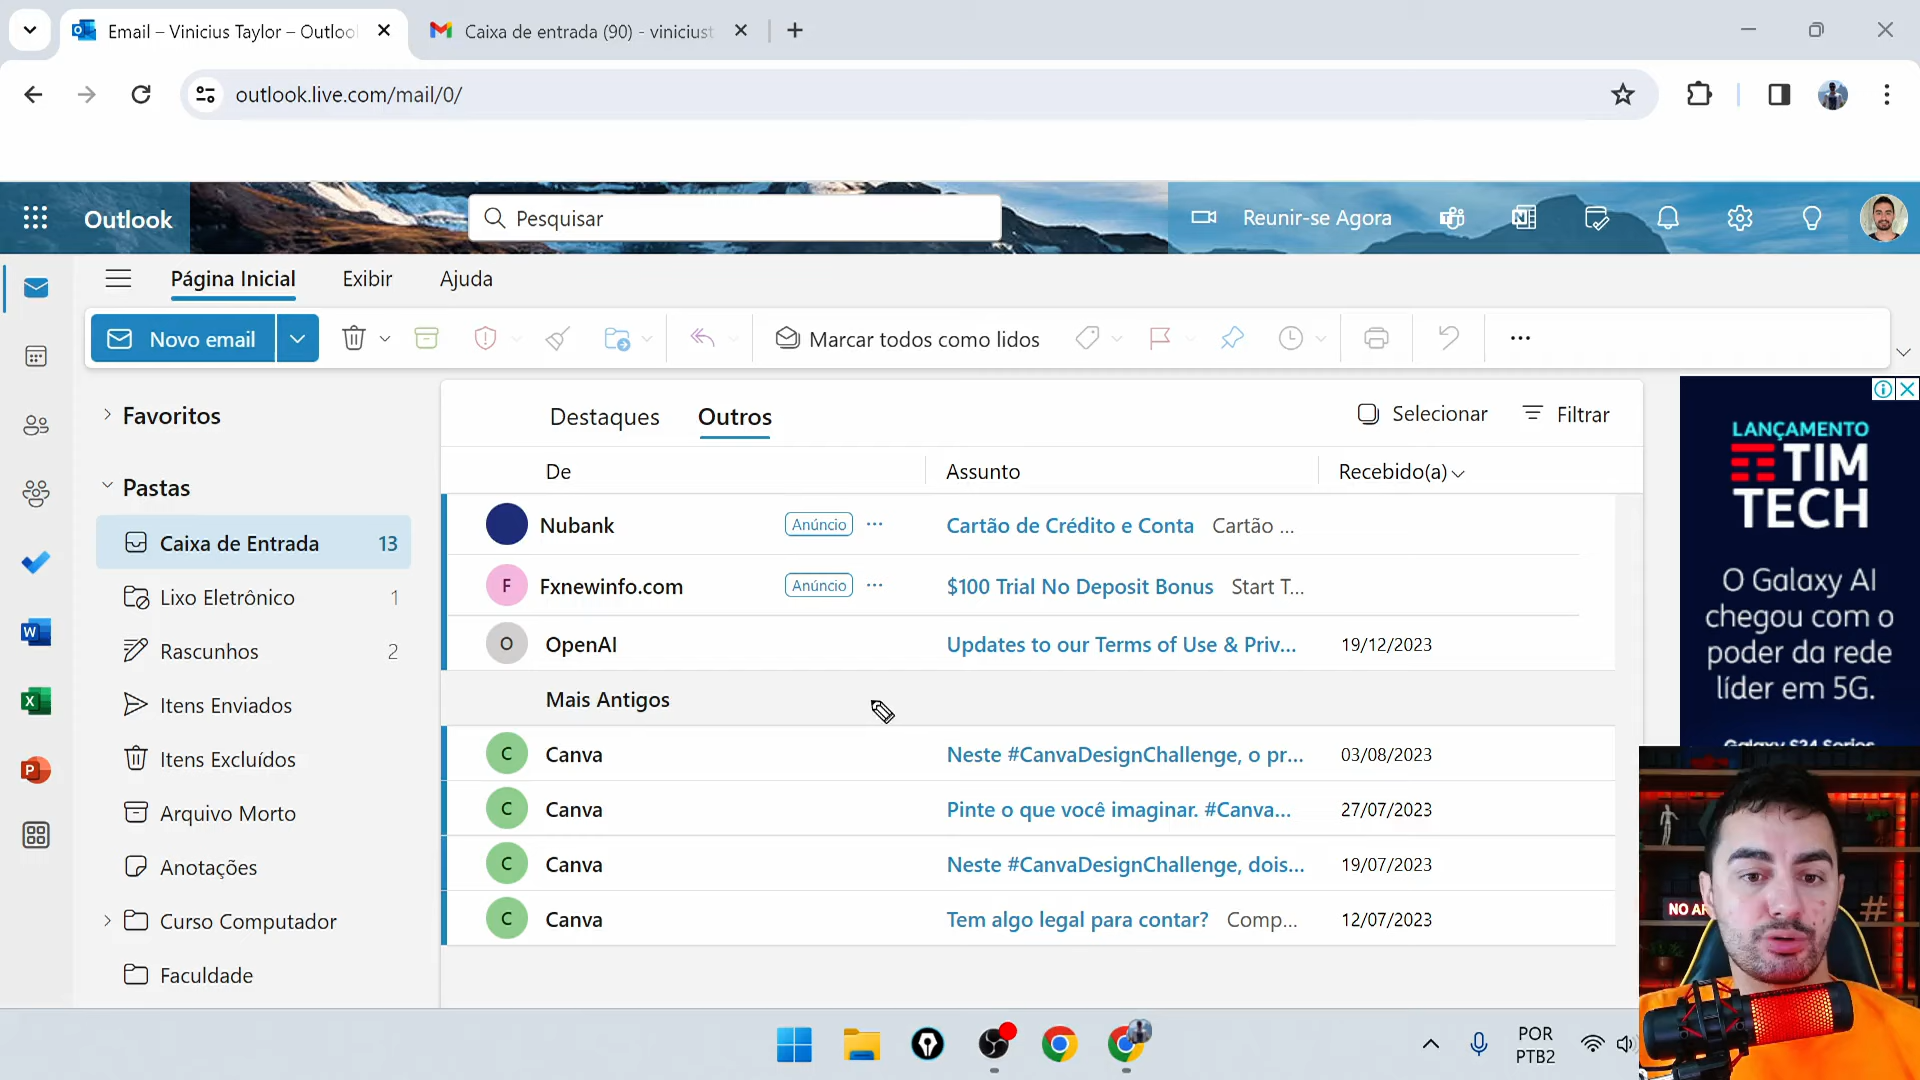 Email – Vinicius Taylor – Outloo
Caixa de entrada (90) - viniciust
outlook.live.com/mail/0/
Outlook
Pesquisar
Reunir-se Agora
Página Inicial
Exibir
Ajuda
Novo email
Marcar todos como lidos
Favoritos
Destaques
Outros
Selecionar
Filtrar
Pastas
De
Assunto
Recebido(a)
Caixa de Entrada 13
Lixo Eletrônico 1
Rascunhos 2
Itens Enviados
Itens Excluídos
Arquivo Morto
Anotações
Curso Computador
Faculdade
Nubank Anúncio Cartão de Crédito e Conta Cartão ...
F Fxnewinfo.com Anúncio $100 Trial No Deposit Bonus Start T...
O OpenAI Updates to our Terms of Use & Priv... 19/12/2023
Mais Antigos
C Canva Neste #CanvaDesignChallenge, o pr... 03/08/2023
C Canva Pinte o que você imaginar. #Canva... 27/07/2023
C Canva Neste #CanvaDesignChallenge, dois... 19/07/2023
C Canva Tem algo legal para contar? Comp... 12/07/2023
LANÇAMENTO
TIM
TECH
O Galaxy AI
chegou com o
poder da rede
líder em 5G.
Galaxy S24 Series
NO AR
#
POR
PTB2